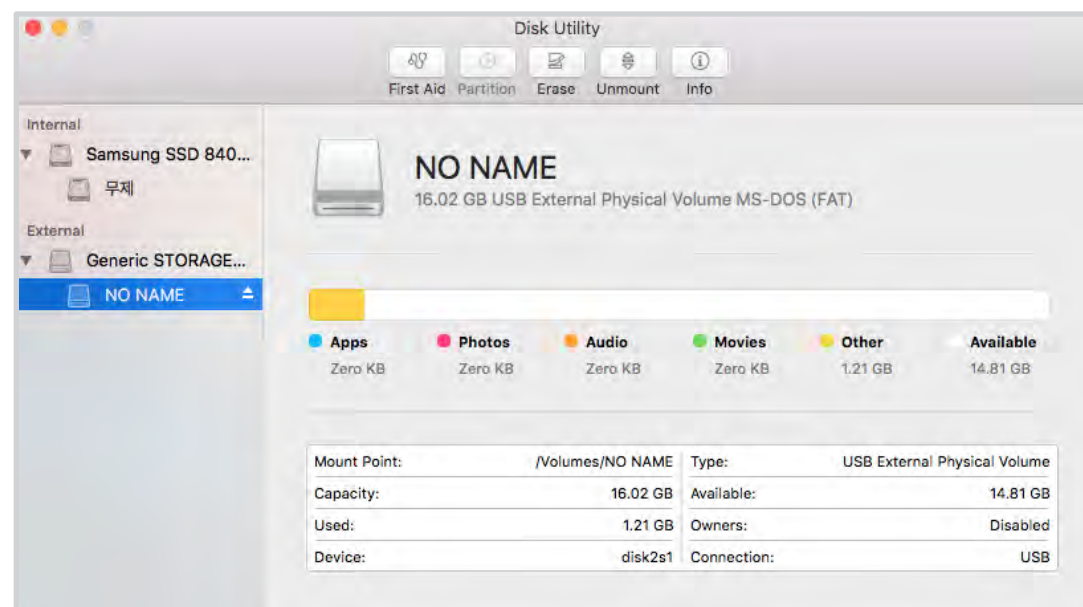 Disk Utility
First Aid Partition Erase Unmount Info
Internal
Samsung SSD 840...
무제
External
Generic STORAGE...
NO NAME
NO NAME
16.02 GB USB External Physical Volume MS-DOS (FAT)
Apps Photos Audio Movies Other Available
Zero KB Zero KB Zero KB Zero KB 1.21 GB 14.81 GB
Mount Point: /Volumes/NO NAME Type: USB External Physical Volume
Capacity: 16.02 GB Available: 14.81 GB
Used: 1.21 GB Owners: Disabled
Device: disk2s1 Connection: USB